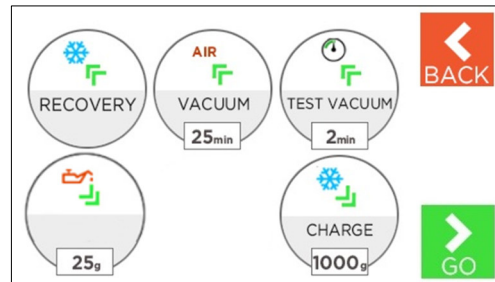 AIR
RECOVERY VACUUM TEST VACUUM
25min 2min
BACK
25g
CHARGE
1000g
GO